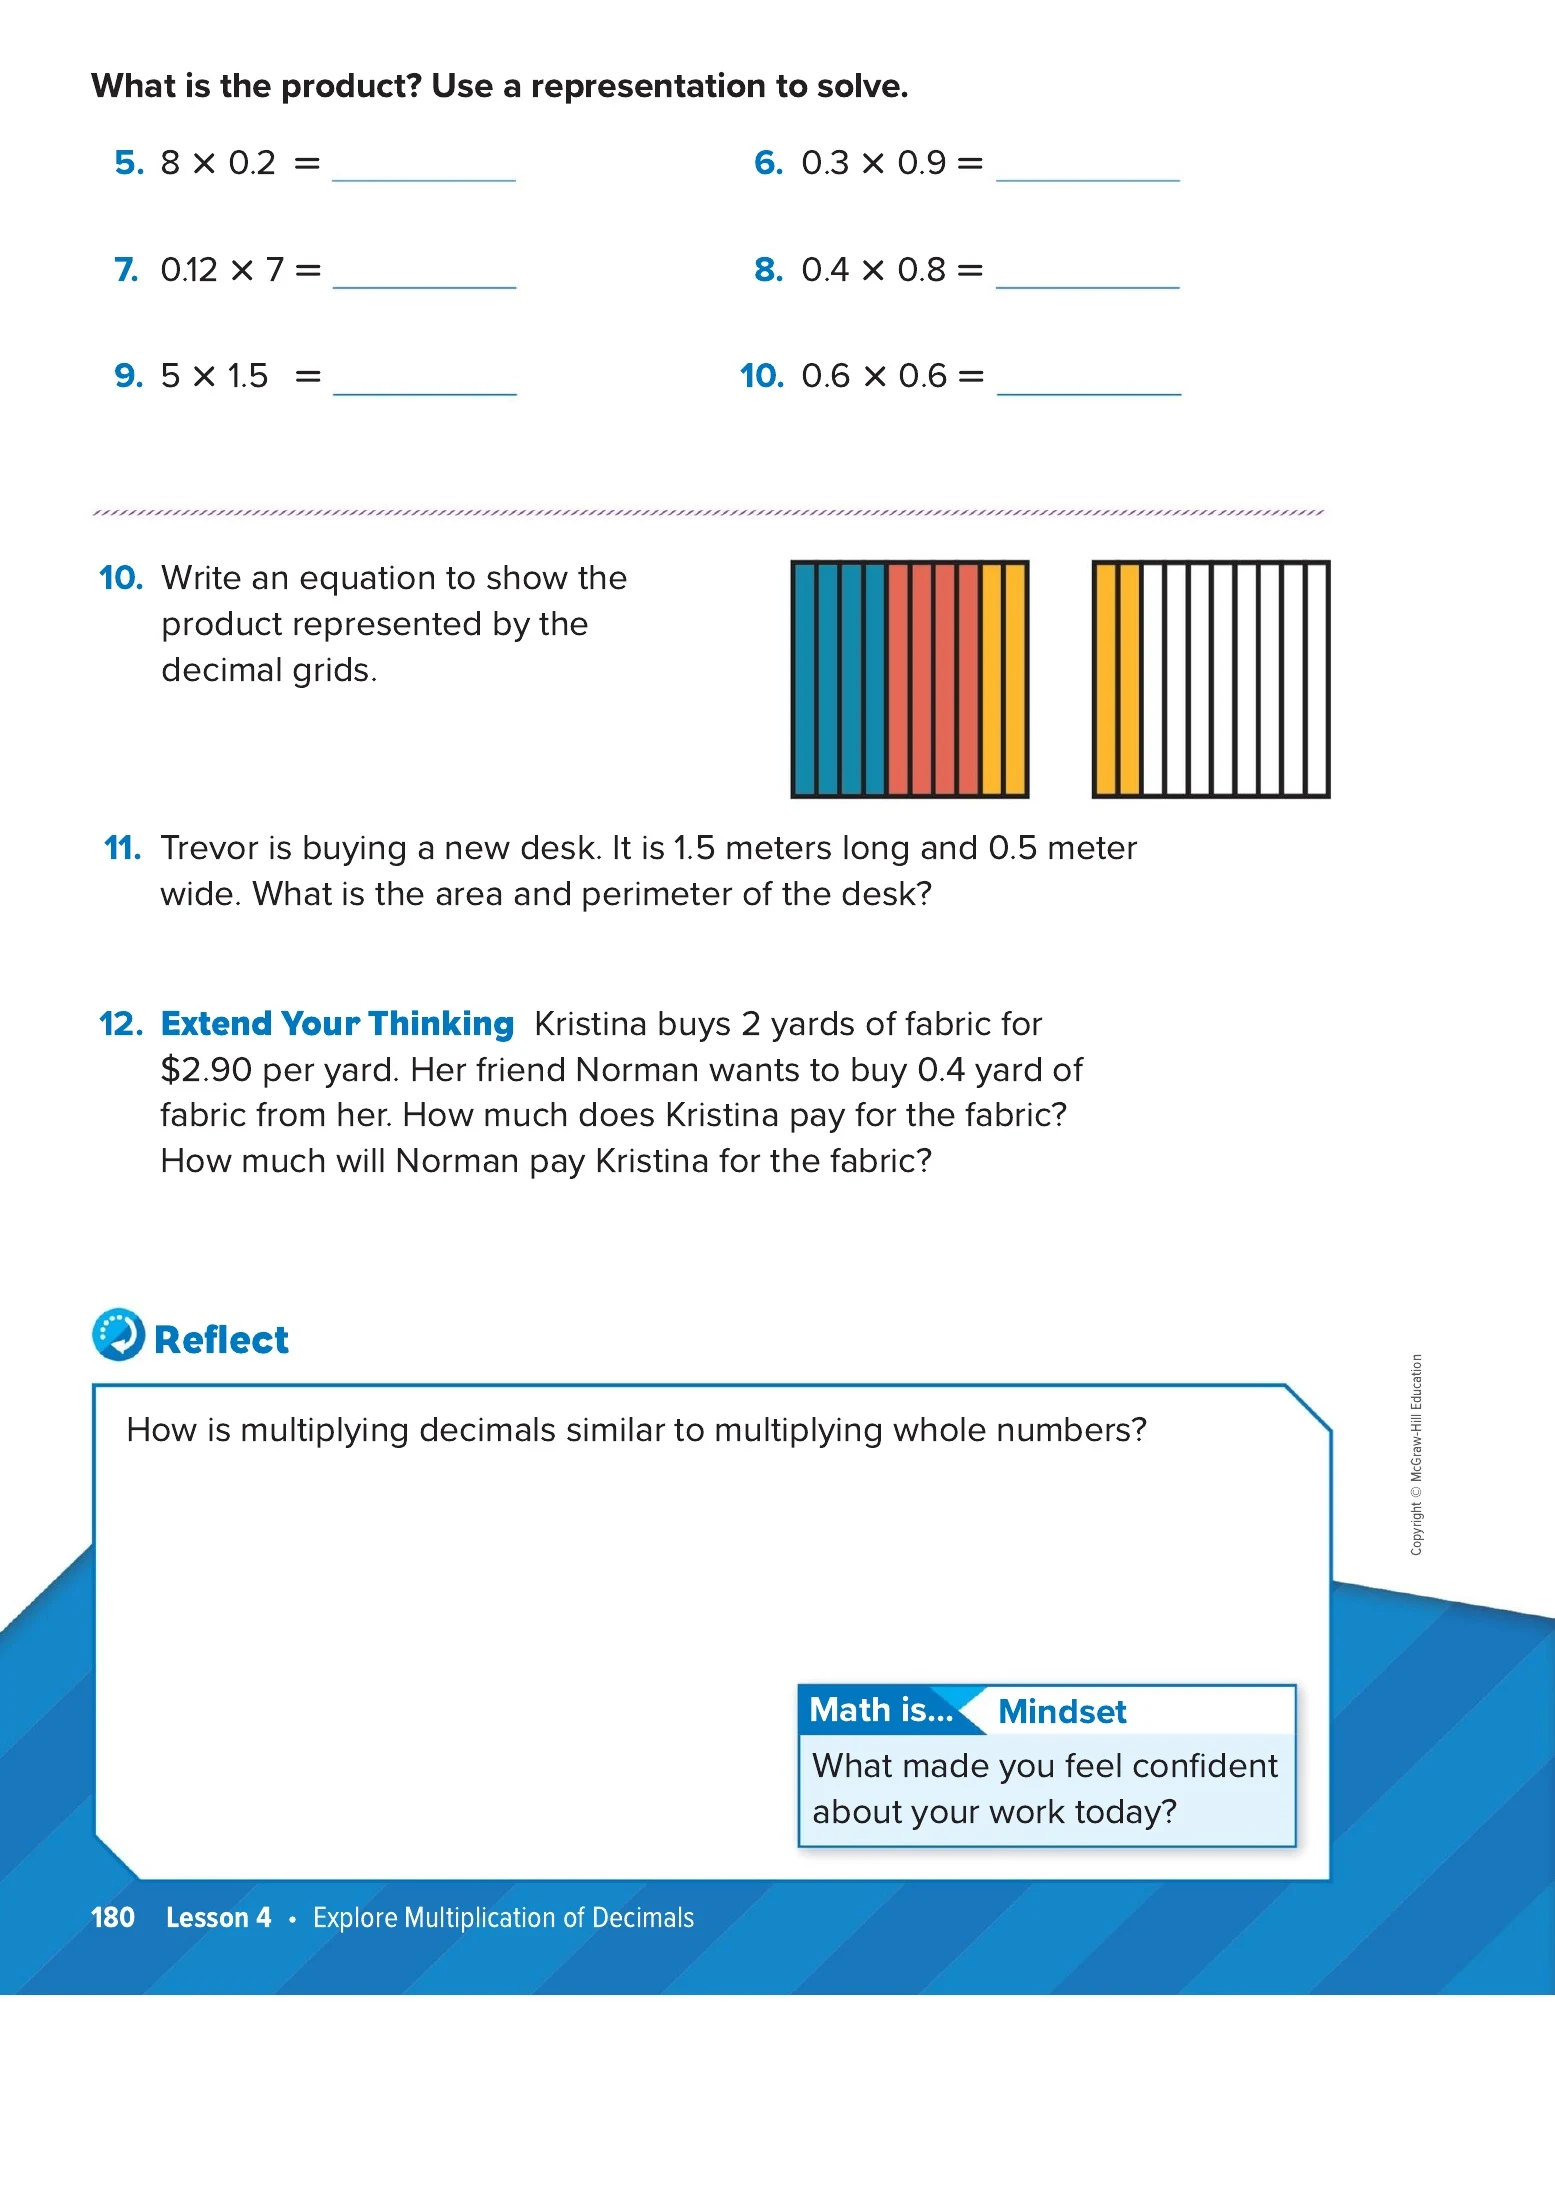 What is the product? Use a representation to solve.
5. 8 × 0.2 = __________
6. 0.3 × 0.9 = __________
7. 0.12 × 7 = __________
8. 0.4 × 0.8 = __________
9. 5 × 1.5 = __________
10. 0.6 × 0.6 = __________
10. Write an equation to show the
product represented by the
decimal grids.
11. Trevor is buying a new desk. It is 1.5 meters long and 0.5 meter
wide. What is the area and perimeter of the desk?
12. Extend Your Thinking Kristina buys 2 yards of fabric for
$2.90 per yard. Her friend Norman wants to buy 0.4 yard of
fabric from her. How much does Kristina pay for the fabric?
How much will Norman pay Kristina for the fabric?
Reflect
How is multiplying decimals similar to multiplying whole numbers?
Math is... Mindset
What made you feel confident
about your work today?
Copyright © McGraw-Hill Education
180 Lesson 4 • Explore Multiplication of Decimals